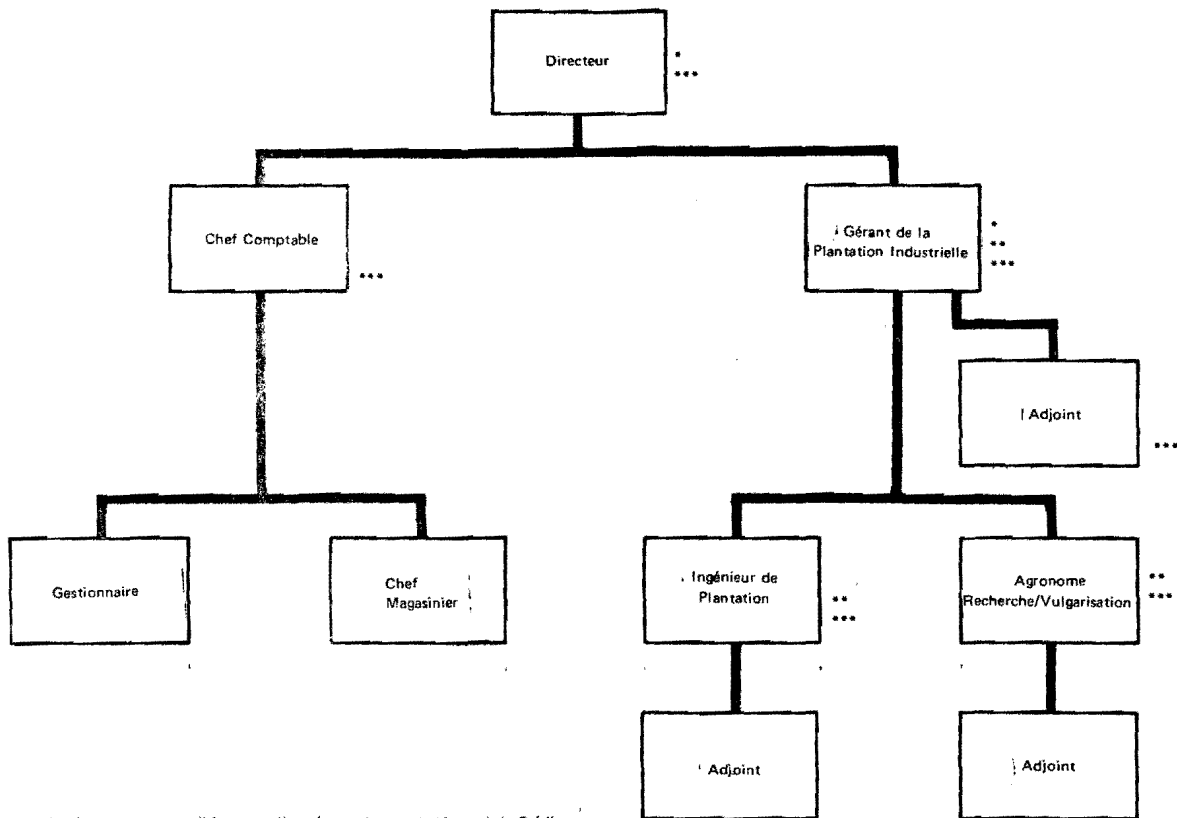 Directeur
*
***
Chef Comptable
***
Gérant de la
Plantation Industrielle
*
**
***
Adjoint
***
Gestionnaire
Chef
Magasinier
Ingénieur de
Plantation
**
***
Agronome
Recherche/Vulgarisation
**
***
Adjoint
Adjoint